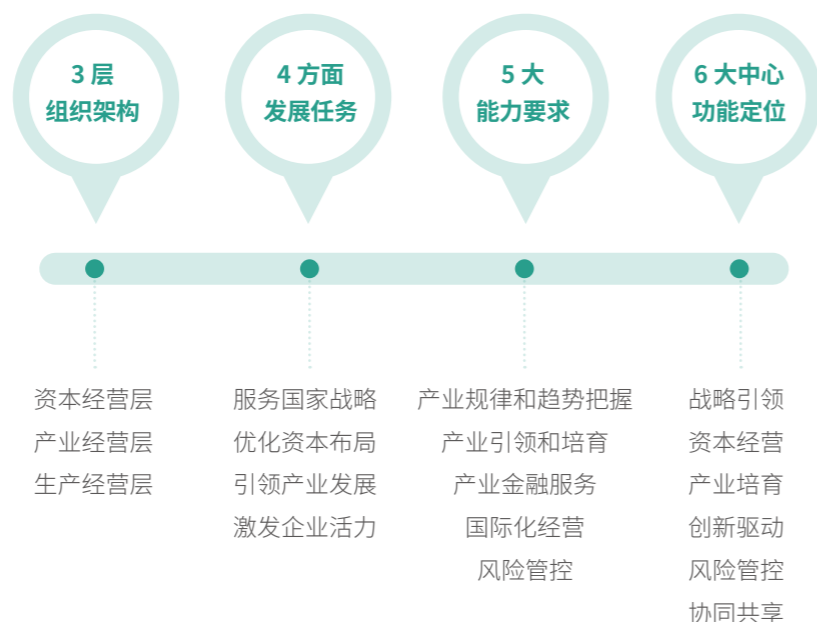 3 层
组织架构
4 方面
发展任务
5 大
能力要求
6 大中心
功能定位
资本经营层
产业经营层
生产经营层
服务国家战略
优化资本布局
引领产业发展
激发企业活力
产业规律和趋势把握
产业引领和培育
产业金融服务
国际化经营
风险管控
战略引领
资本经营
产业培育
创新驱动
风险管控
协同共享